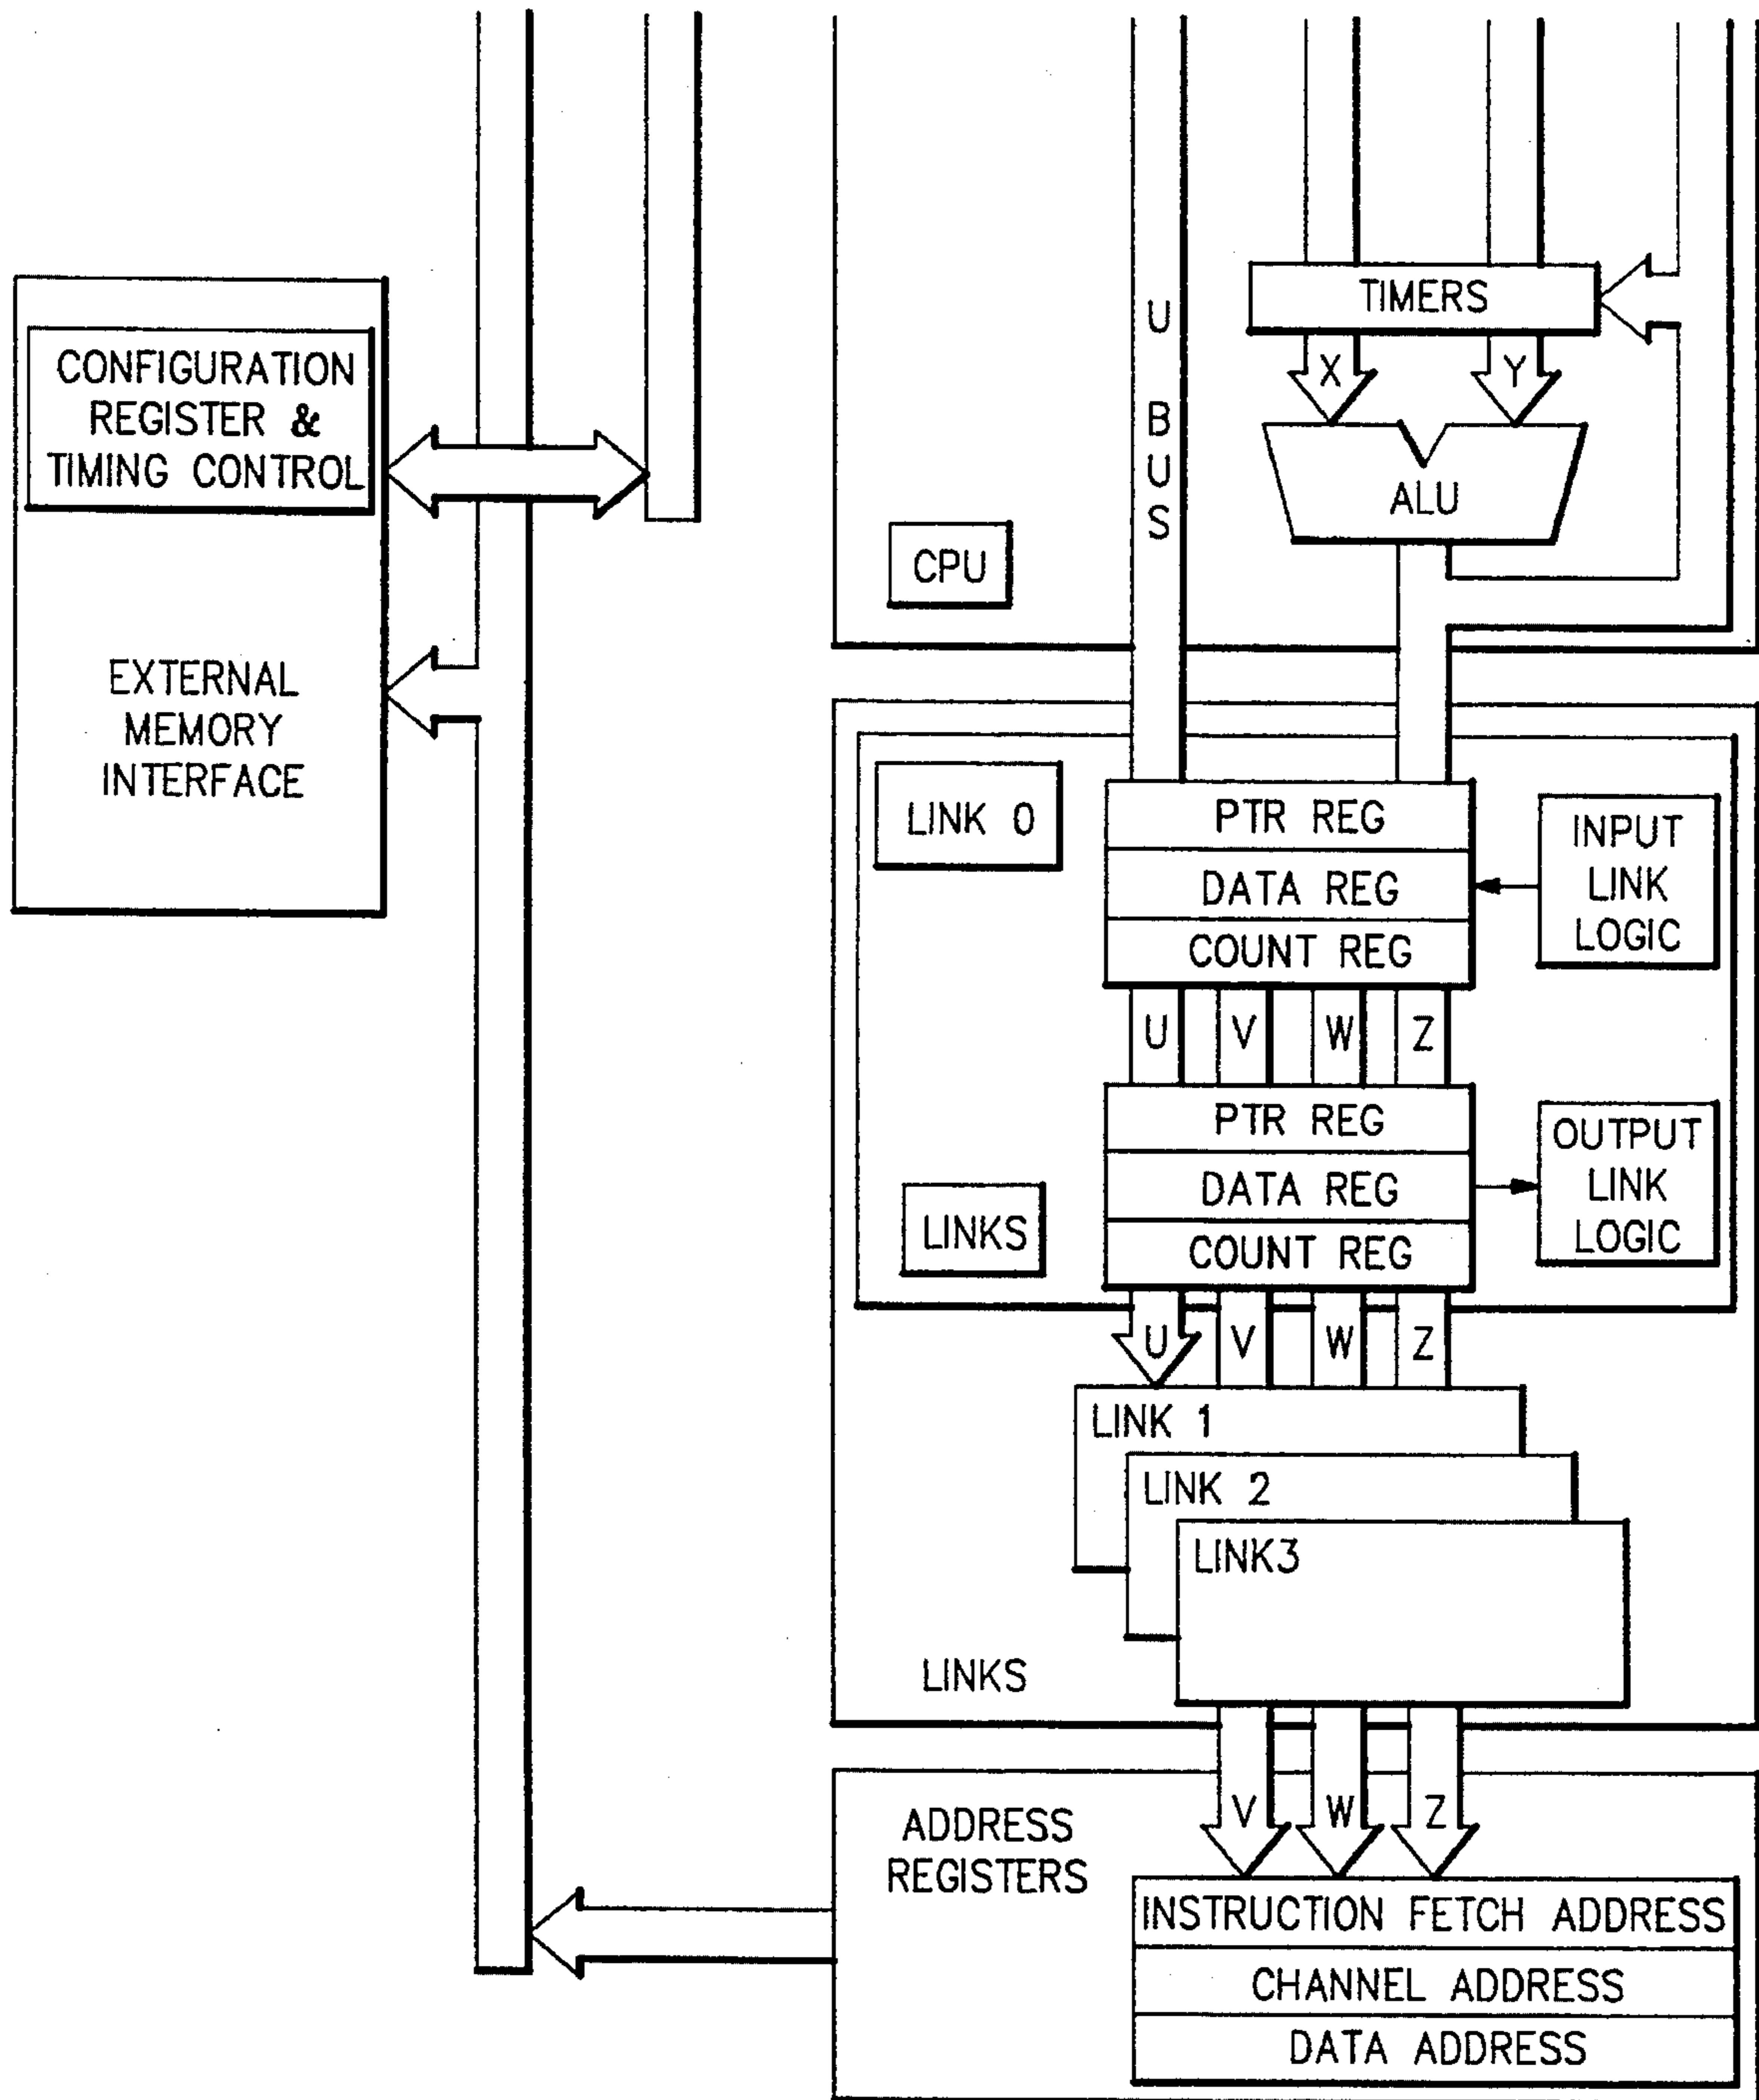 TIMERS
U
B
U
S
X
Y
ALU
CPU
CONFIGURATION
REGISTER &
TIMING CONTROL
EXTERNAL
MEMORY
INTERFACE
LINK 0
PTR REG
DATA REG
COUNT REG
INPUT
LINK
LOGIC
U V W Z
PTR REG
DATA REG
COUNT REG
OUTPUT
LINK
LOGIC
LINKS
U V W Z
LINK 1
LINK 2
LINK3
LINKS
V W Z
ADDRESS
REGISTERS
INSTRUCTION FETCH ADDRESS
CHANNEL ADDRESS
DATA ADDRESS